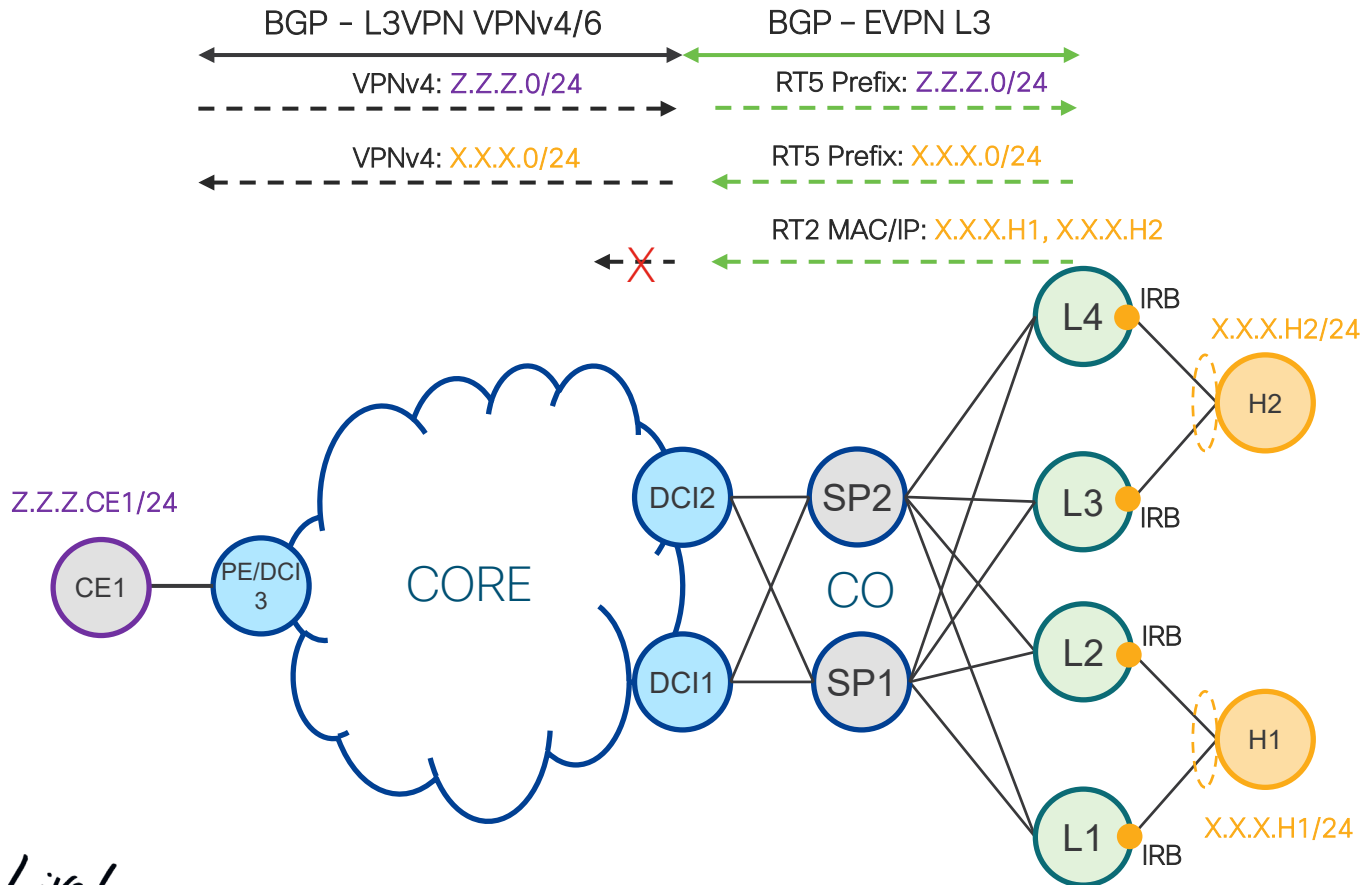 BGP – L3VPN VPNv4/6
BGP – EVPN L3
VPNv4: Z.Z.Z.0/24
RT5 Prefix: Z.Z.Z.0/24
VPNv4: X.X.X.0/24
RT5 Prefix: X.X.X.0/24
RT2 MAC/IP: X.X.X.H1, X.X.X.H2
X
L4
IRB
X.X.X.H2/24
H2
DCI2
SP2
L3
IRB
Z.Z.Z.CE1/24
CE1
PE/DCI
3
CORE
CO
L2
IRB
DCI1
SP1
H1
L1
IRB
X.X.X.H1/24